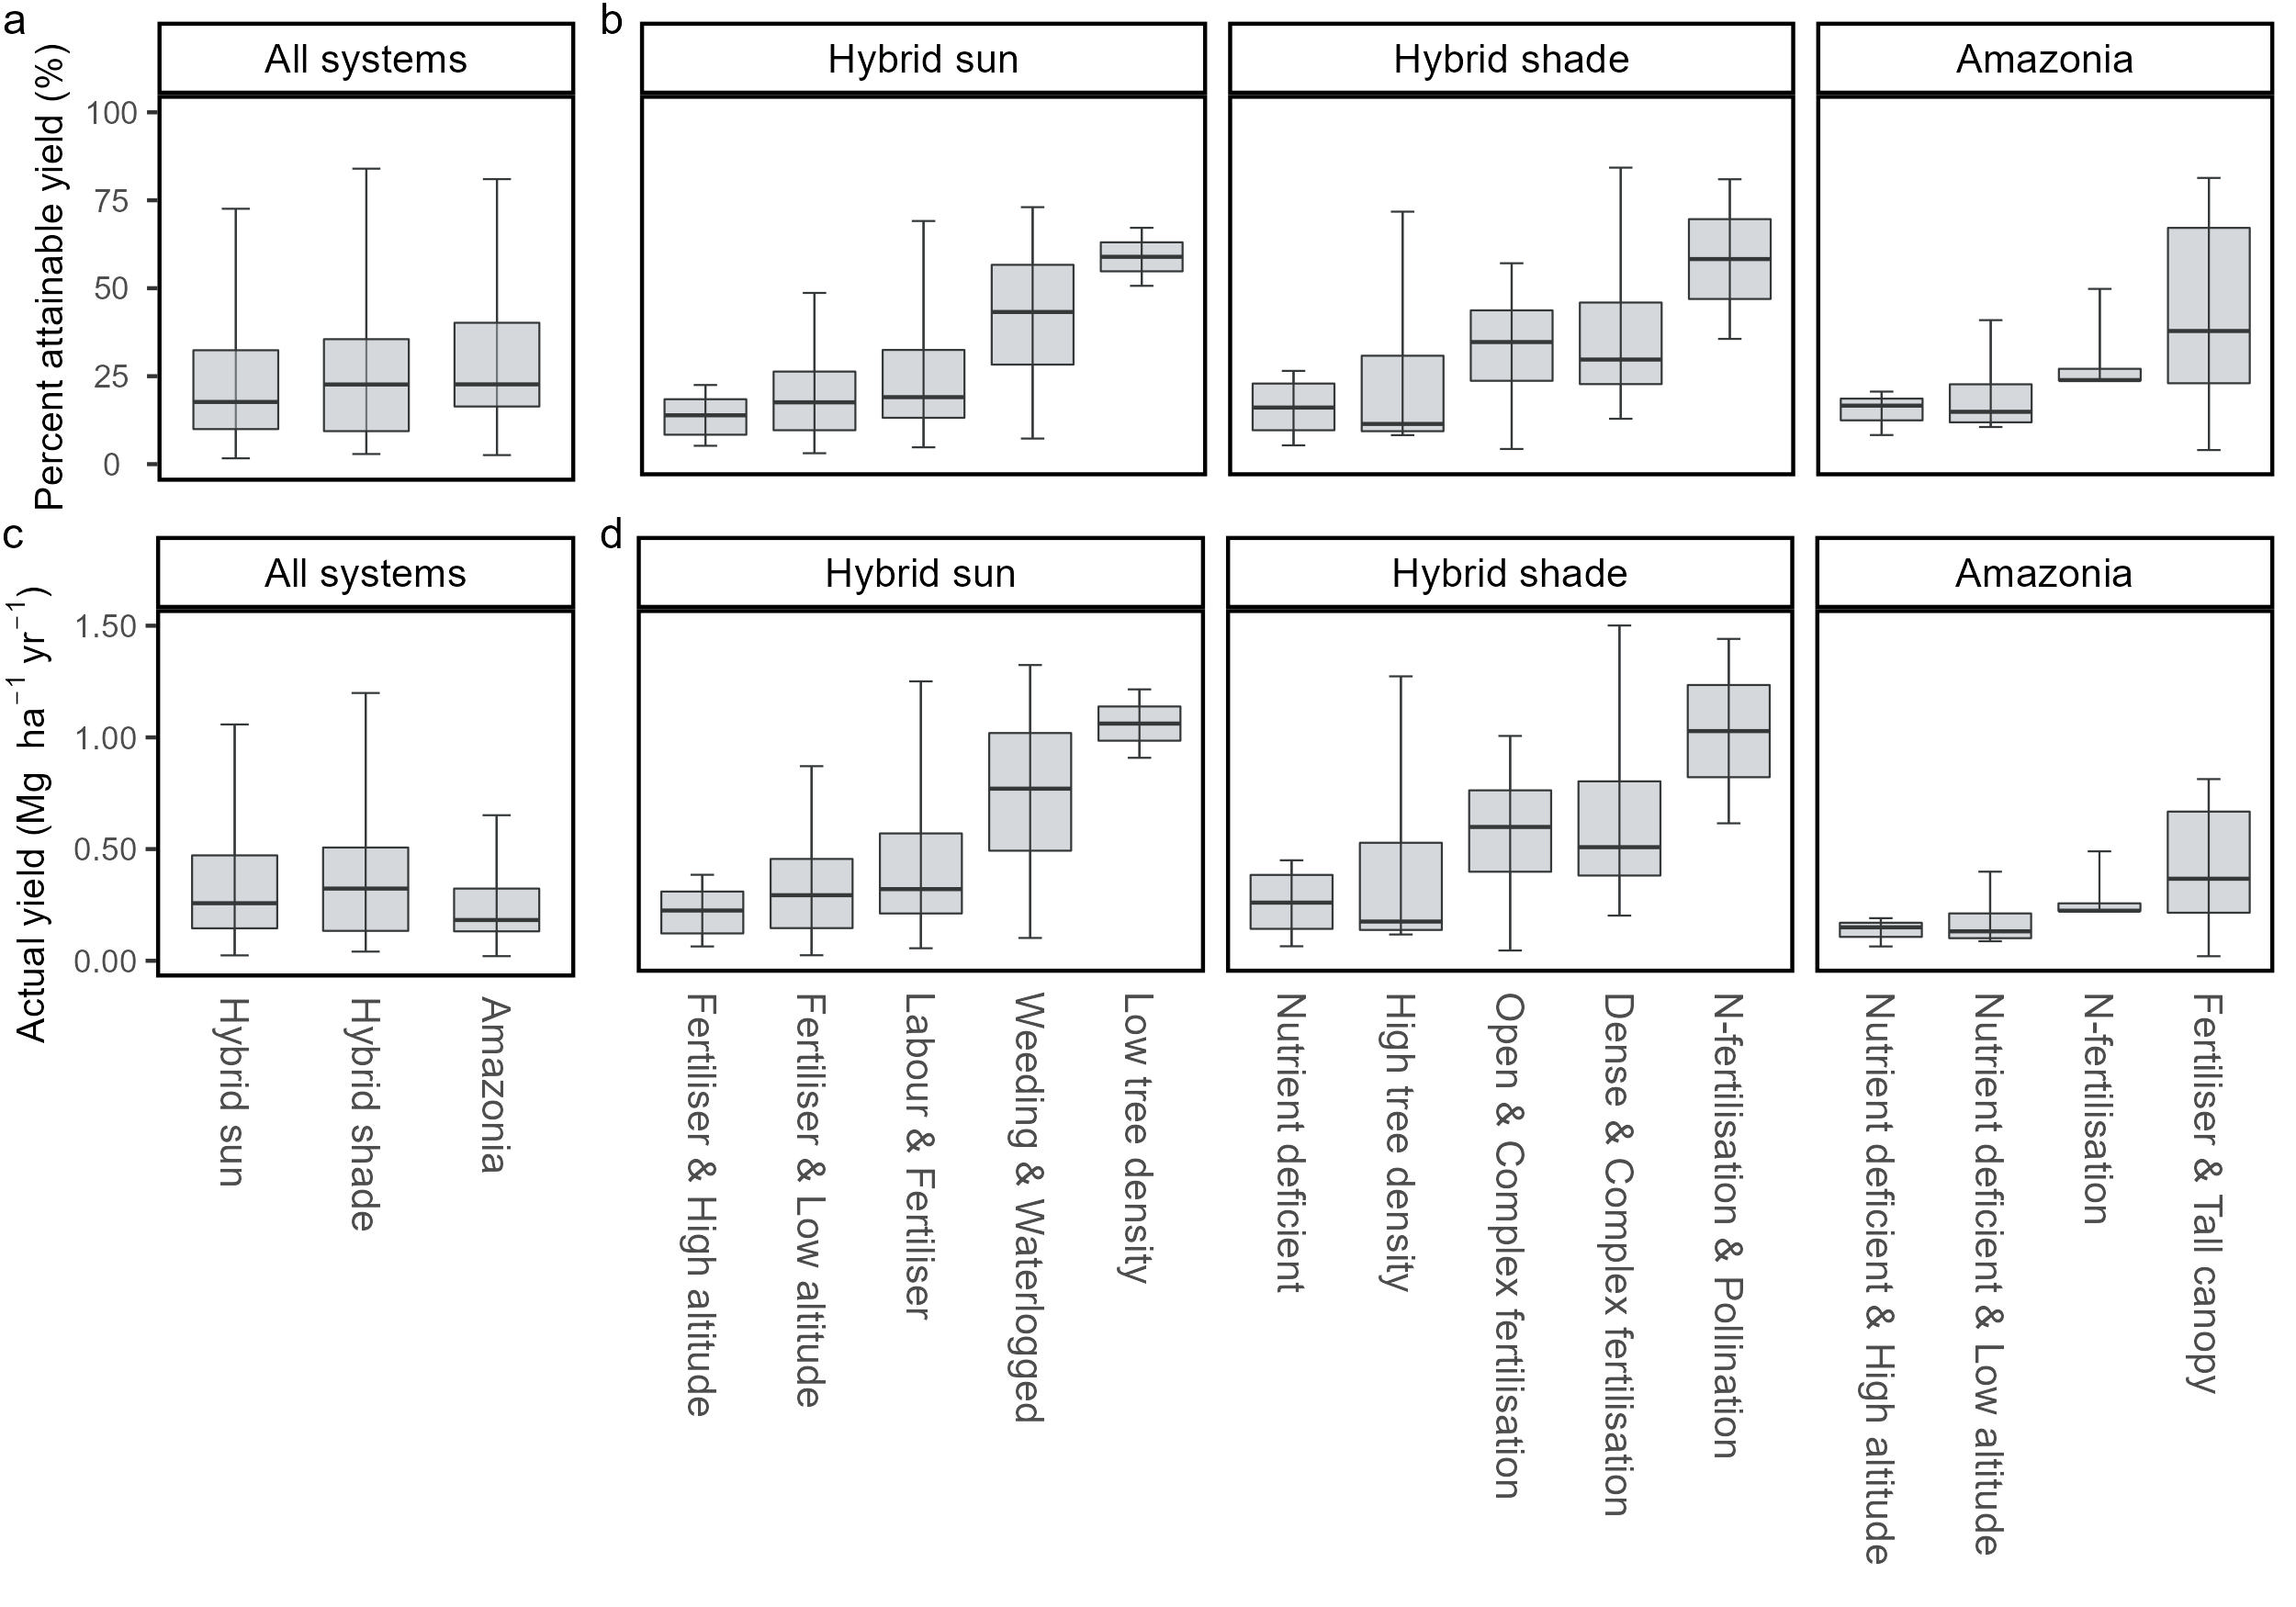 a
All systems
Percent attainable yield (%)
100
75
50
25
0
b
Hybrid sun
Hybrid shade
Amazonia
c
All systems
Actual yield (Mg ha⁻¹ yr⁻¹)
1.50
1.00
0.50
0.00
Hybrid sun
Hybrid shade
Amazonia
d
Hybrid sun
Hybrid shade
Amazonia
Fertiliser & High altitude
Fertiliser & Low altitude
Labour & Fertiliser
Weeding & Waterlogged
Low tree density
Nutrient deficient
High tree density
Open & Complex fertilisation
Dense & Complex fertilisation
N-fertilisation & Pollination
Nutrient deficient & High altitude
Nutrient deficient & Low altitude
N-fertilisation
Fertiliser & Tall canopy